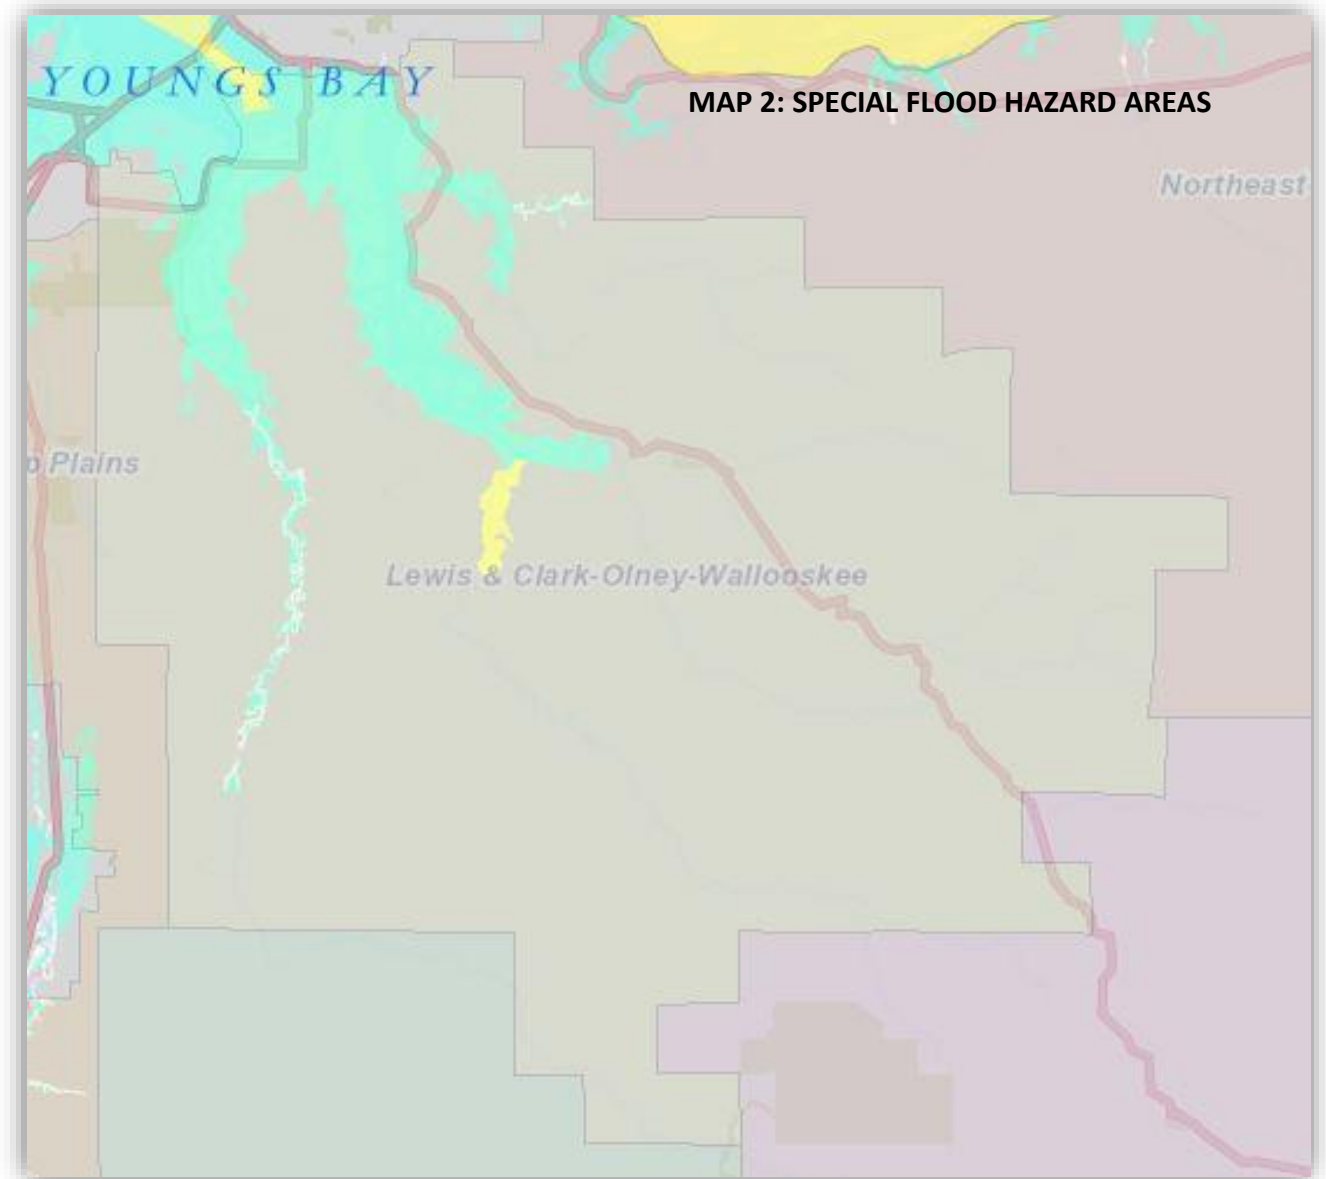 YOUNGS BAY
MAP 2: SPECIAL FLOOD HAZARD AREAS
Northeast
p Plains
Lewis & Clark-Olney-Wallooskee